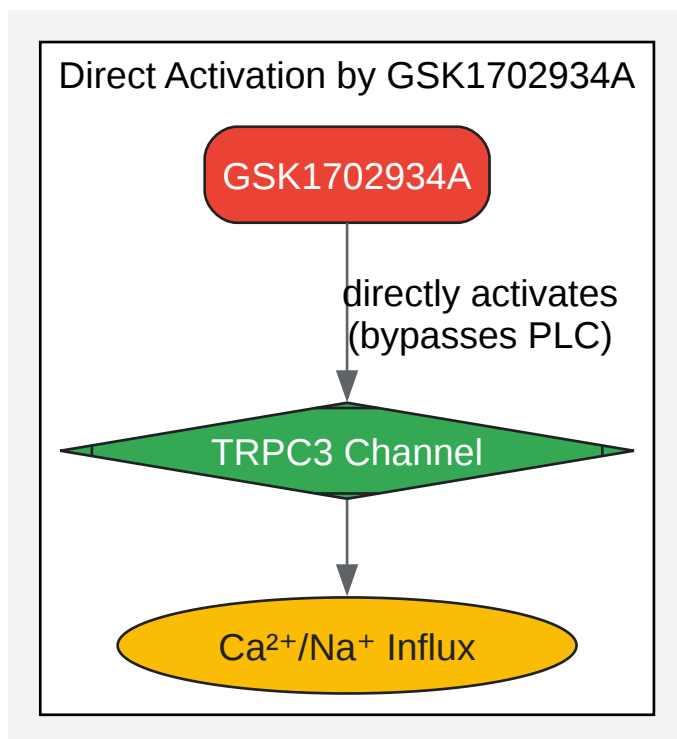 Direct Activation by GSK1702934A
GSK1702934A
directly activates
(bypasses PLC)
TRPC3 Channel
Ca²⁺/Na⁺ Influx